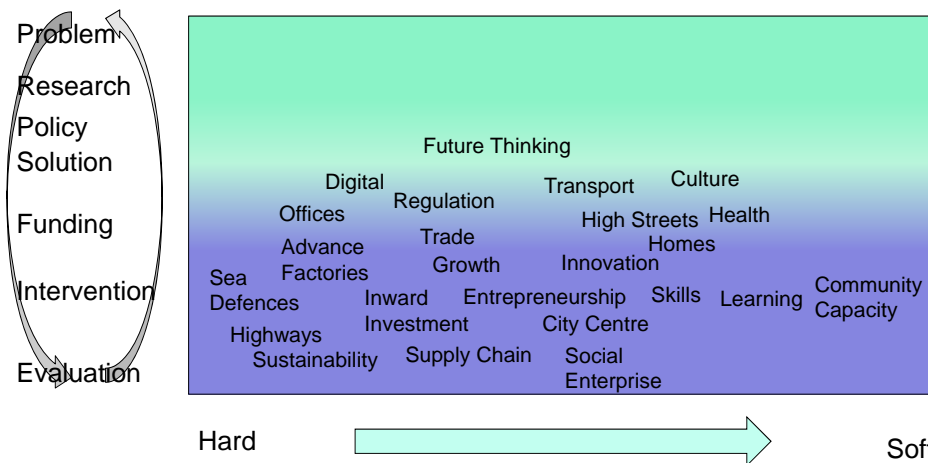 Problem
Research
Policy
Solution
Funding
Intervention
Evaluation
Future Thinking
Digital
Regulation
Transport
Culture
Offices
High Streets
Health
Advance
Factories
Trade
Homes
Growth
Innovation
Sea
Defences
Inward
Investment
Entrepreneurship
Skills
Learning
Community
Capacity
Highways
City Centre
Sustainability
Supply Chain
Social
Enterprise
Hard
Sof